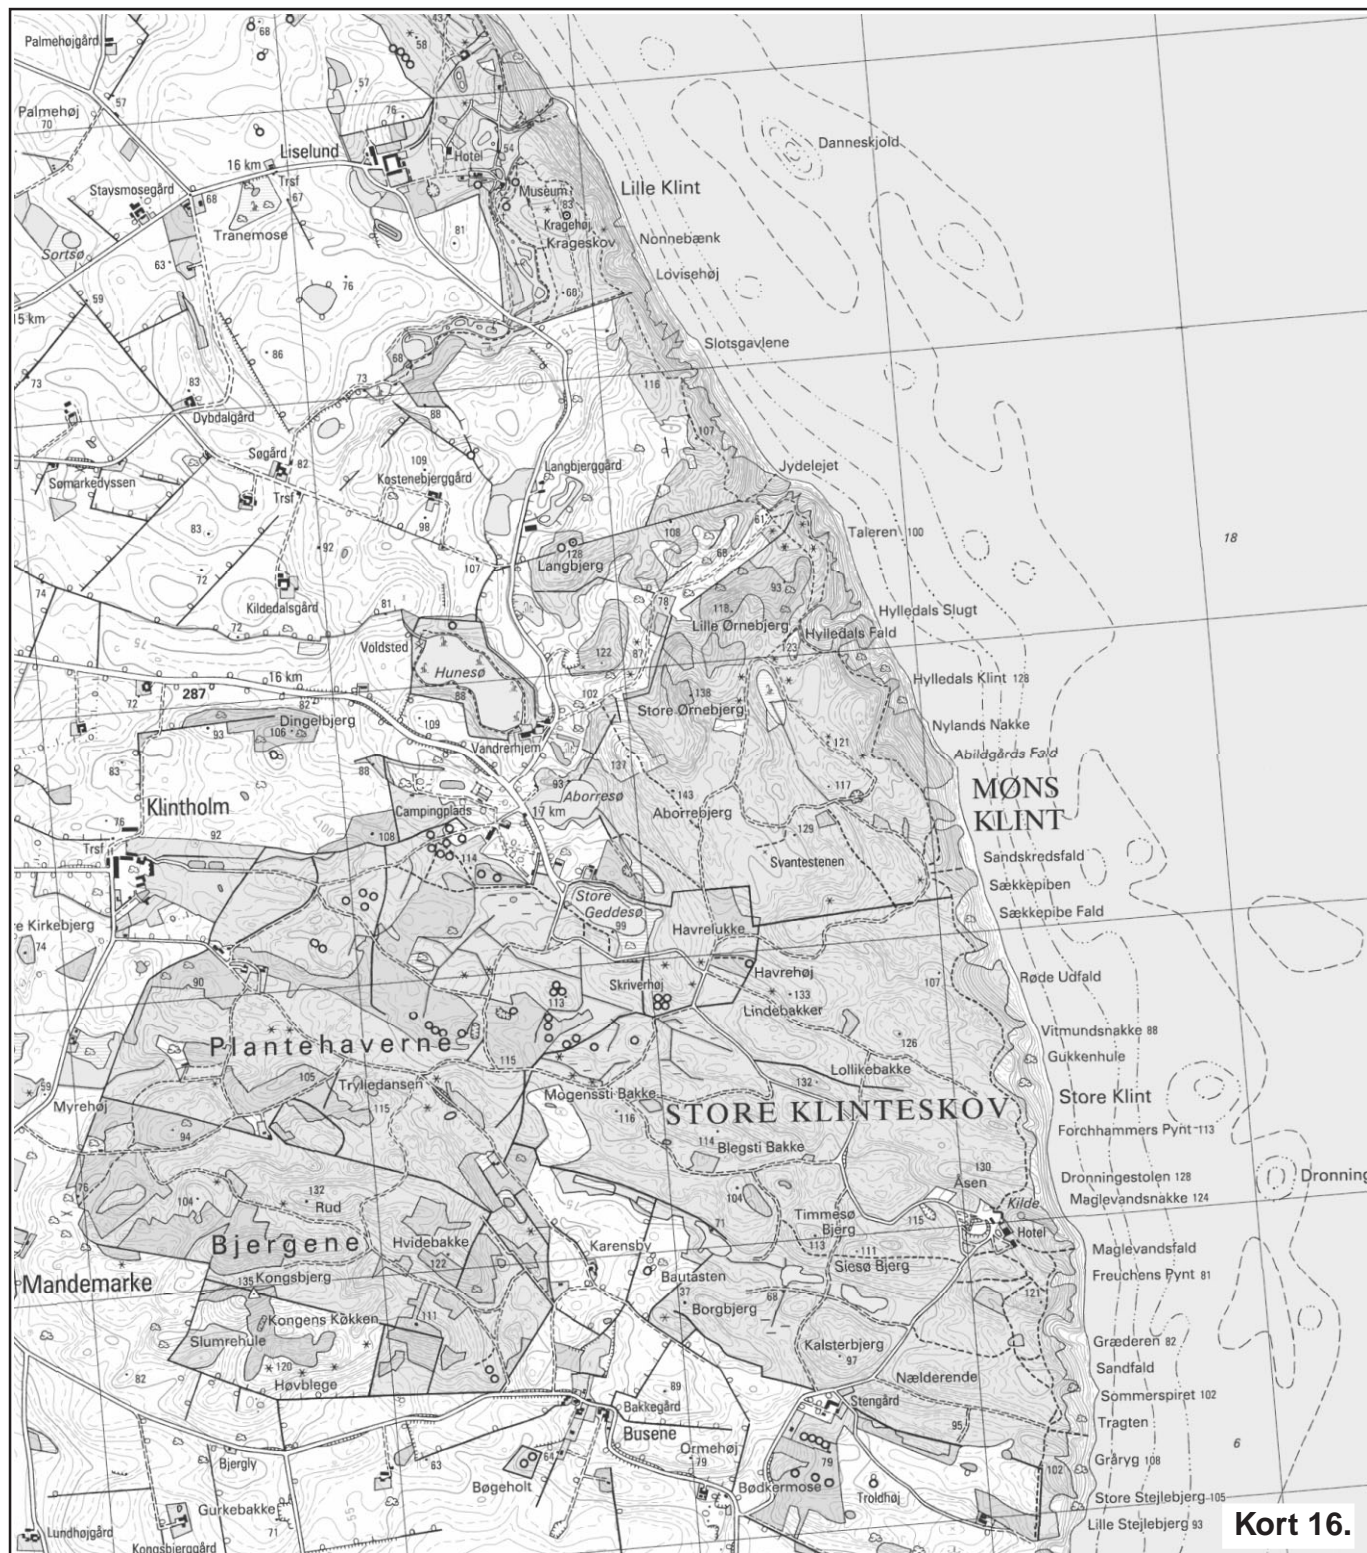 43
68
58
Palmehøjgård
57
57
76
Palmehøj
70
Danneskjold
Liselund
Hotel
54
16 km
Trsf
Stavsmosegård
68
67
Museum
83
Lille Klint
Tranemose
Kragehøj
Krageskov
81
Nonnebænk
Sortsø
63
Lovisehøj
76
68
59
15 km
75
Slotsgavlene
86
68
73
83
73
116
Dybdalgård
88
107
Søgård
82
109
Langbjerggård
Jydelejet
Kostenebjerggård
Sømarkedyssen
Trsf
98
61
83
108
Taleren 100
92
128
68
18
Langbjerg
107
72
74
93
Kildedalsgård
81
78
118
Hylledals Slugt
Lille Ørnebjerg
75
72
Hylledals Fald
Voldsted
87
123
Hunesø
122
16 km
88
102
138
Hylledals Klint 128
287
72
82
Store Ørnebjerg
Dingelbjerg
109
Nylands Nakke
93
106
Vandrerhjem
121
Abildgårds Fald
137
83
88
93
117
MØNS
Aborresø
143
KLINT
Klintholm
Campingplads
17 km
Aborrebjerg
100
76
129
92
108
Svantestenen
Trsf
Sandskredsfald
114
Sækkepiben
Store
Geddesø
Sækkepibe Fald
e Kirkebjerg
99
Havrelukke
74
Havrehøj
107
Røde Udfald
90
Skriverhøj
133
113
Lindebakker
Vitmundsnakke 88
Plantehaverne
126
Gukkenhule
115
Lollikebakke
105
Trylledansen
132
59
Mogenssti Bakke
Store Klint
Myrehøj
115
116
STORE KLINTESKOV
Forchhammers Pynt 113
94
114
Blegsti Bakke
130
Dronningestolen 128
Dronning
Åsen
76
132
104
104
Kilde
Maglevandsnakke 124
Rud
Timmesø
Bjerg
115
71
Hotel
Bjergene
Hvidebakke
Karensby
113
111
Maglevandsfald
122
Siesø Bjerg
Mandemarke
135
Kongsbjerg
Bautasten
Freuchens Pynt 81
37
121
68
Borgbjerg
Kongens Køkken
111
Slumrehule
Kalsterbjerg
Græderen 82
97
120
Sandfald
82
Høvblege
Nælderende
89
Sommerspiret 102
Bakkegård
Stengård
95
Tragten
Busene
Ormehøj
Bjergly
63
64
79
79
102
Gråryg 108
6
Bøgeholt
Bødkermose
Troldhøj
Store Stejlebjerg 105
Gurkebakke
71
Lundhøjgård
Lille Stejlebjerg 93
Kort 16.
Kongsbjerggård